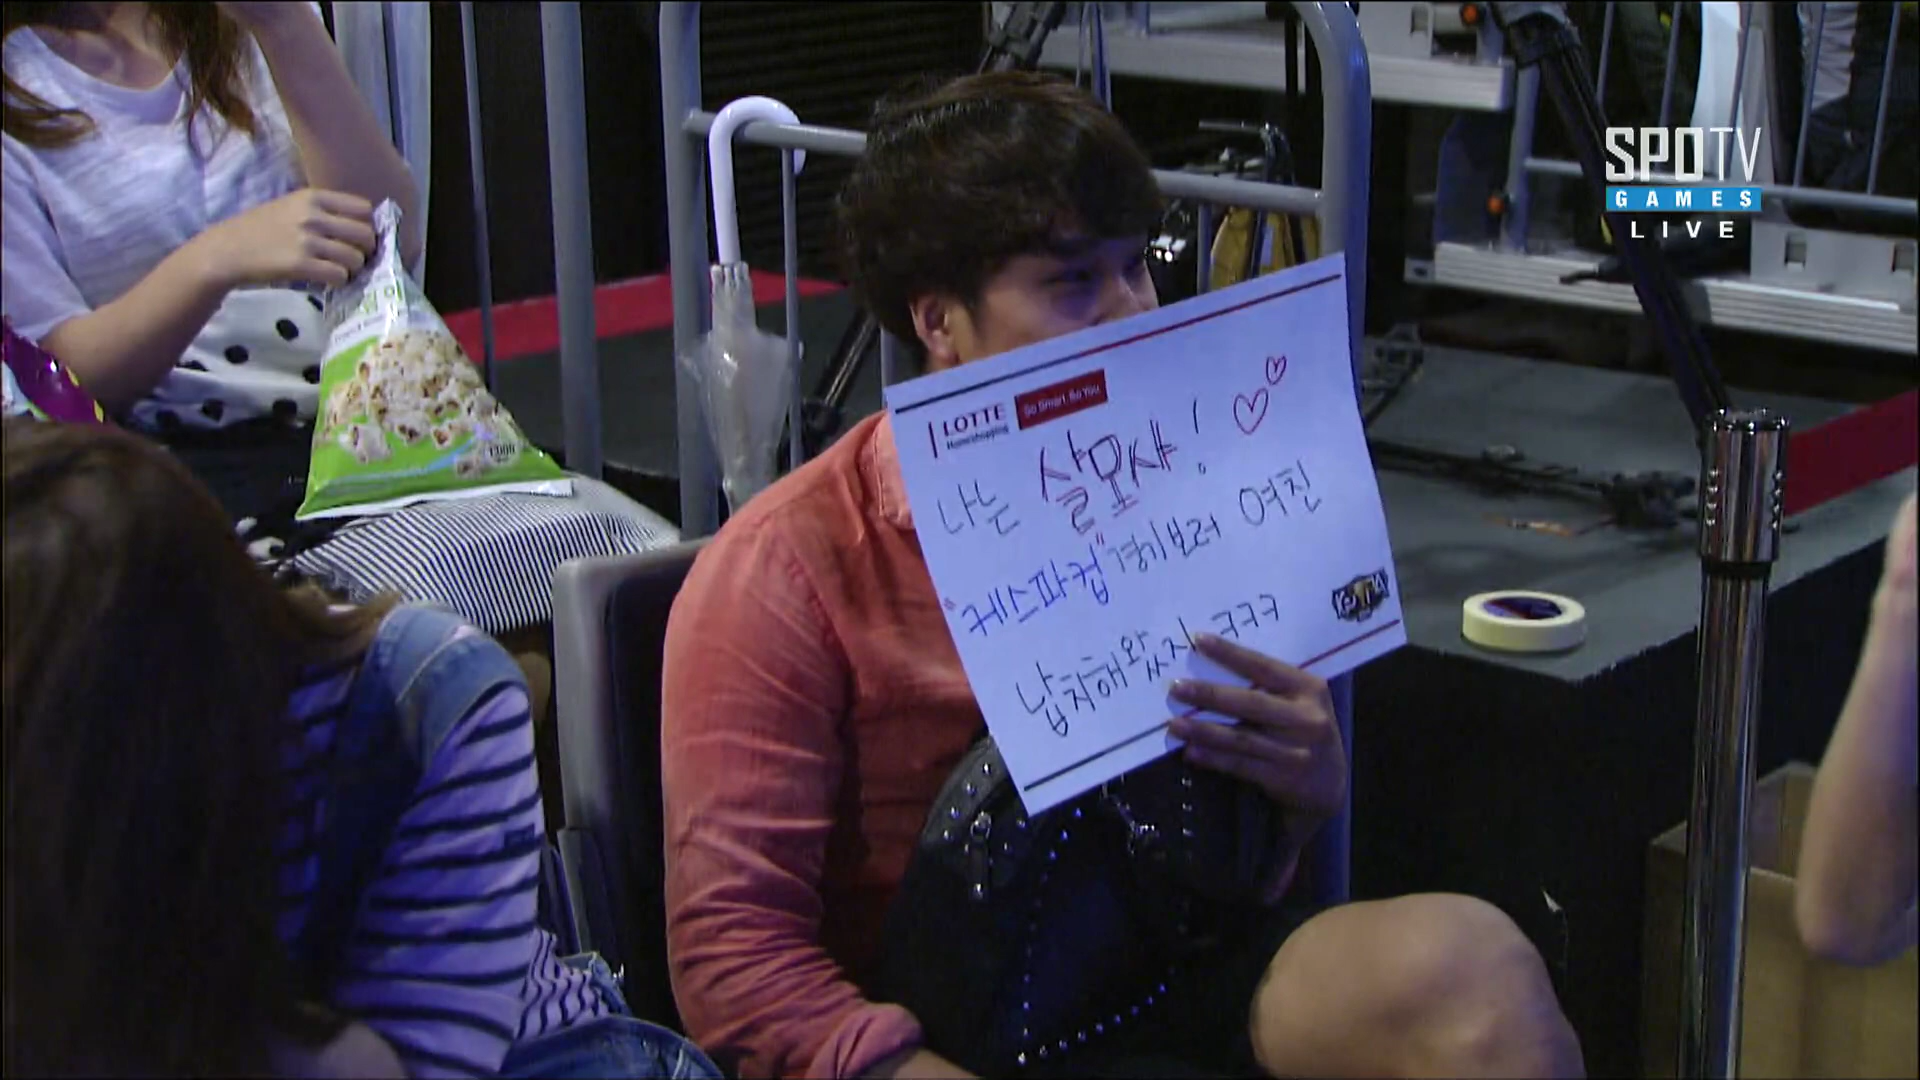 SPOTV
GAMES
LIVE
LOTTE
Homeshopping
Go Smart. Be You.
나는 살모사! ♡♡
"케스파컵" 경기보러 여친
납치해왔지 ㅋㅋㅋ